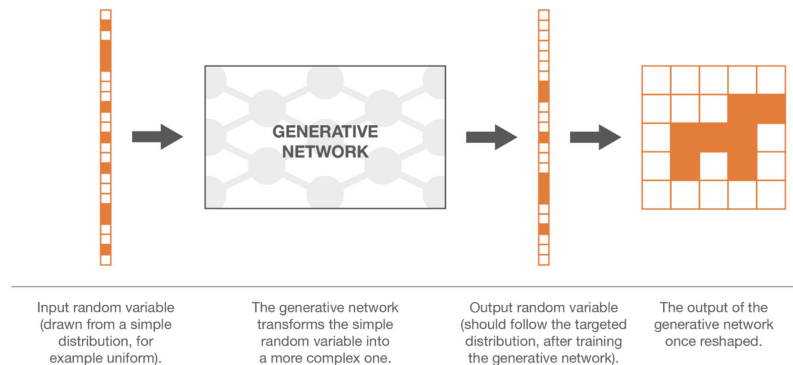 GENERATIVE
NETWORK
Input random variable
(drawn from a simple
distribution, for
example uniform).
The generative network
transforms the simple
random variable into
a more complex one.
Output random variable
(should follow the targeted
distribution, after training
the generative network).
The output of the
generative network
once reshaped.